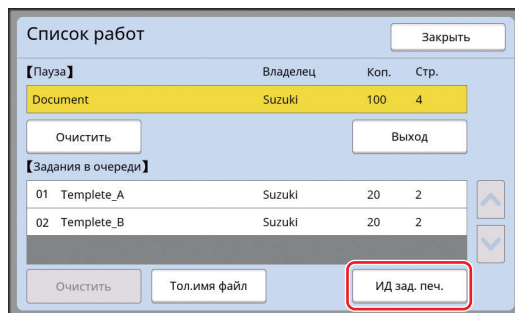 Список работ
Закрыть
【Пауза】 Владелец Коп. Стр.
Document Suzuki 100 4
Очистить Выход
【Задания в очереди】
01 Templete_A Suzuki 20 2
02 Templete_B Suzuki 20 2
Очистить Тол.имя файл ИД зад. печ.